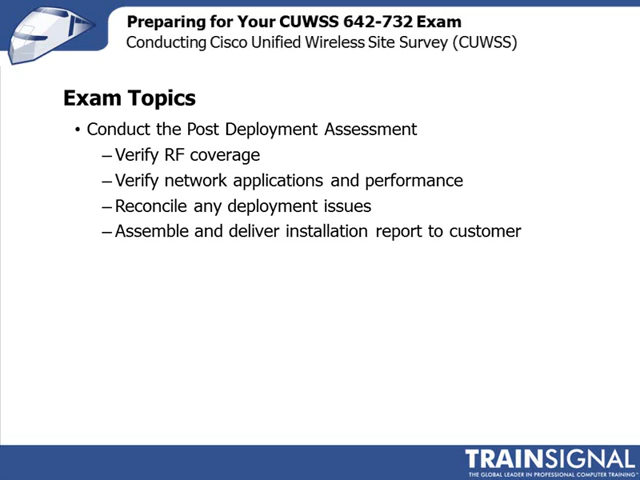 Preparing for Your CUWSS 642-732 Exam
Conducting Cisco Unified Wireless Site Survey (CUWSS)
Exam Topics
• Conduct the Post Deployment Assessment
– Verify RF coverage
– Verify network applications and performance
– Reconcile any deployment issues
– Assemble and deliver installation report to customer
TRAINSIGNAL
THE GLOBAL LEADER IN PROFESSIONAL COMPUTER TRAINING